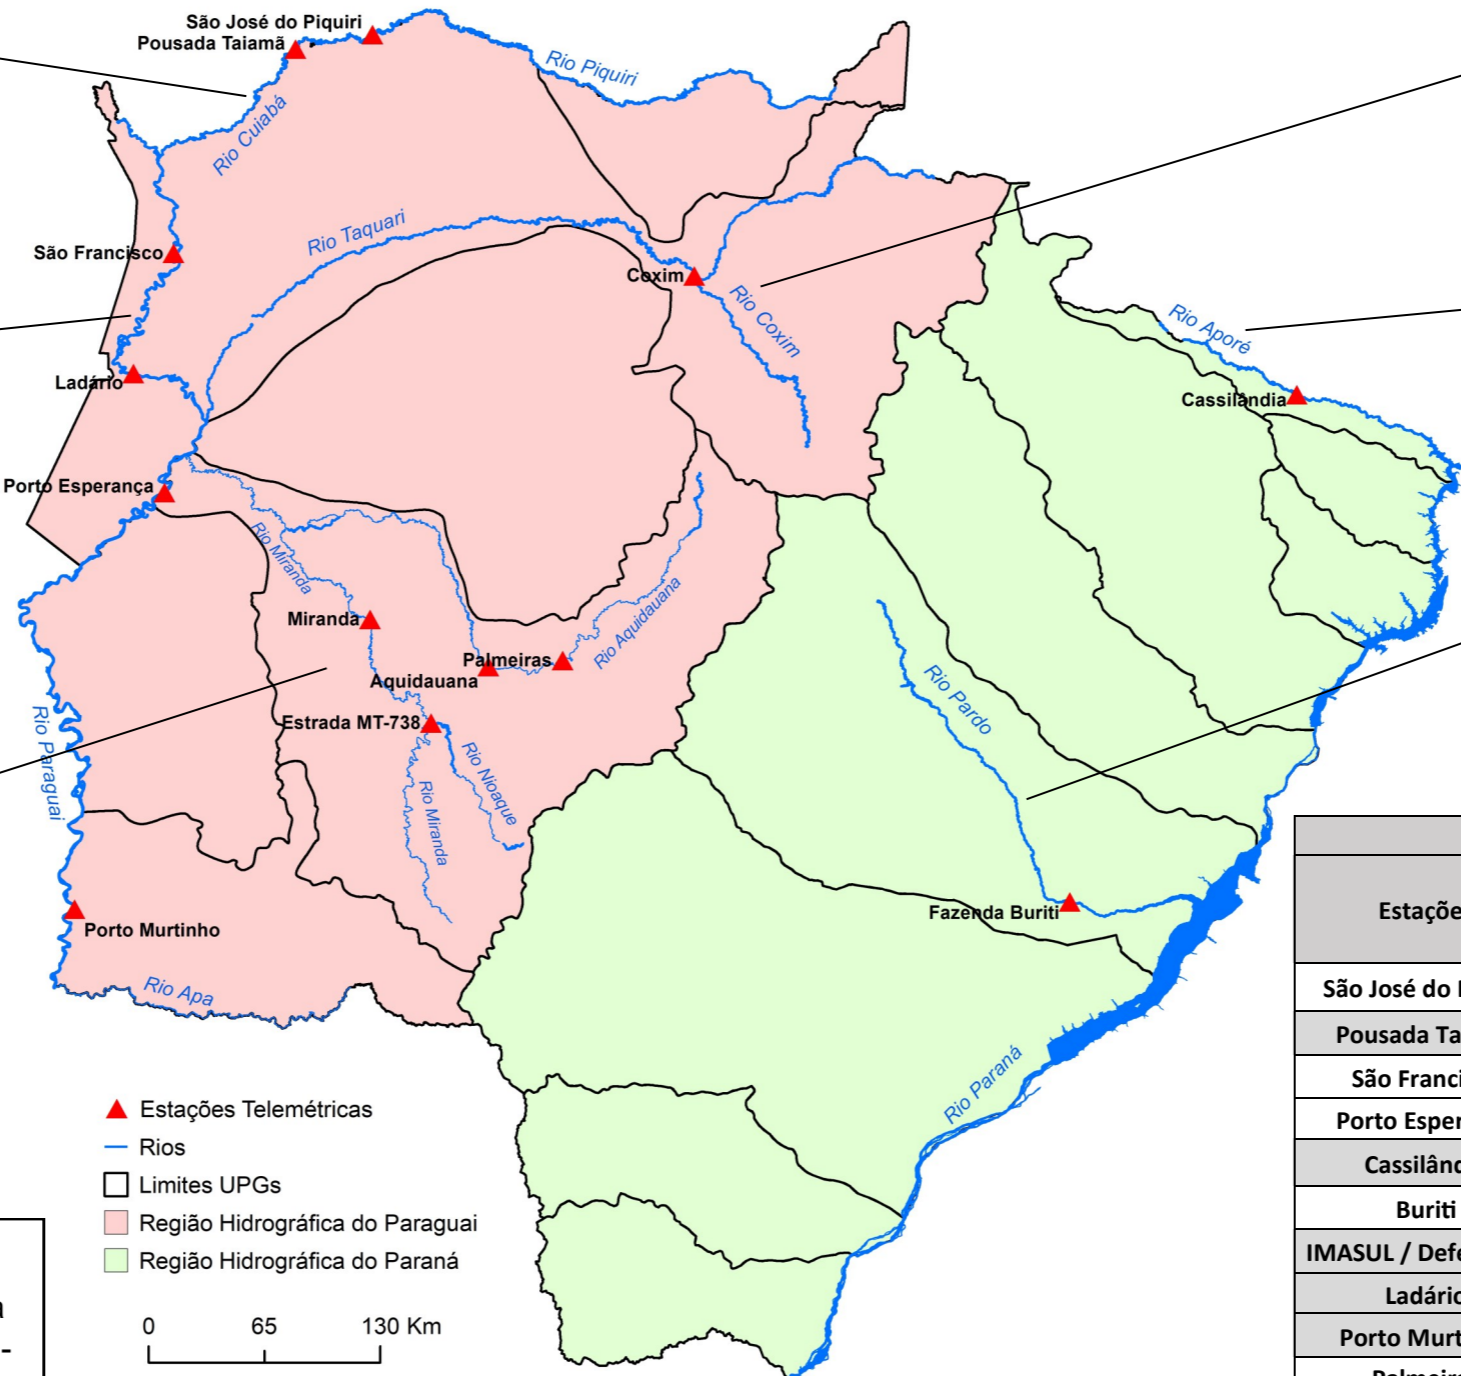 São José do Piquiri
Pousada Taiamã
Rio Piquiri
Rio Cuiabá
São Francisco
Rio Taquari
Coxim
Rio Coxim
Rio Aporé
Ladário
Cassilândia
Porto Esperança
Rio Miranda
Miranda
Rio Aquidauana
Palmeiras
Aquidauana
Estrada MT-738
Rio Pardo
Rio Paraguai
Rio Nioaque
Rio Miranda
Fazenda Buriti
Porto Murtinho
Rio Apa
Rio Paraná
Estações Telemétricas
Rios
Limites UPGs
Região Hidrográfica do Paraguai
Região Hidrográfica do Paraná
0 65 130 Km
a
-
Estaçõe
São José do
Pousada Ta
São Franci
Porto Esper
Cassilând
Buriti
IMASUL / Defe
Ladário
Porto Murt